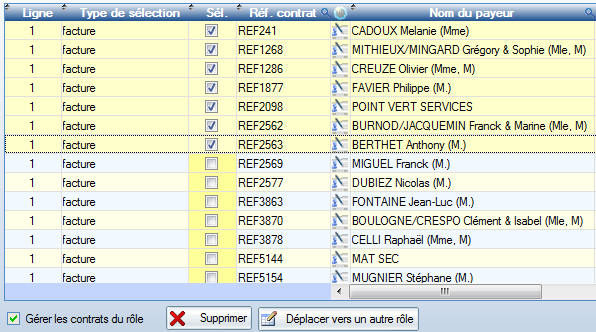 Ligne Type de sélection Sél. Réf. contrat Nom du payeur
1 facture REF241 CADOUX Melanie (Mme)
1 facture REF1268 MITHIEUX/MINGARD Grégory & Sophie (Mle, M)
1 facture REF1286 CREUZE Olivier (Mme, M)
1 facture REF1877 FAVIER Philippe (M.)
1 facture REF2098 POINT VERT SERVICES
1 facture REF2562 BURNOD/JACQUEMIN Franck & Marine (Mle, M)
1 facture REF2563 BERTHET Anthony (M.)
1 facture REF2569 MIGUEL Franck (M.)
1 facture REF2577 DUBIEZ Nicolas (M.)
1 facture REF3863 FONTAINE Jean-Luc (M.)
1 facture REF3870 BOULOGNE/CRESPO Clément & Isabel (Mle, M)
1 facture REF3878 CELLI Raphaël (Mme, M)
1 facture REF5144 MAT SEC
1 facture REF5154 MUGNIER Stéphane (M.)
Gérer les contrats du rôle Supprimer Déplacer vers un autre rôle